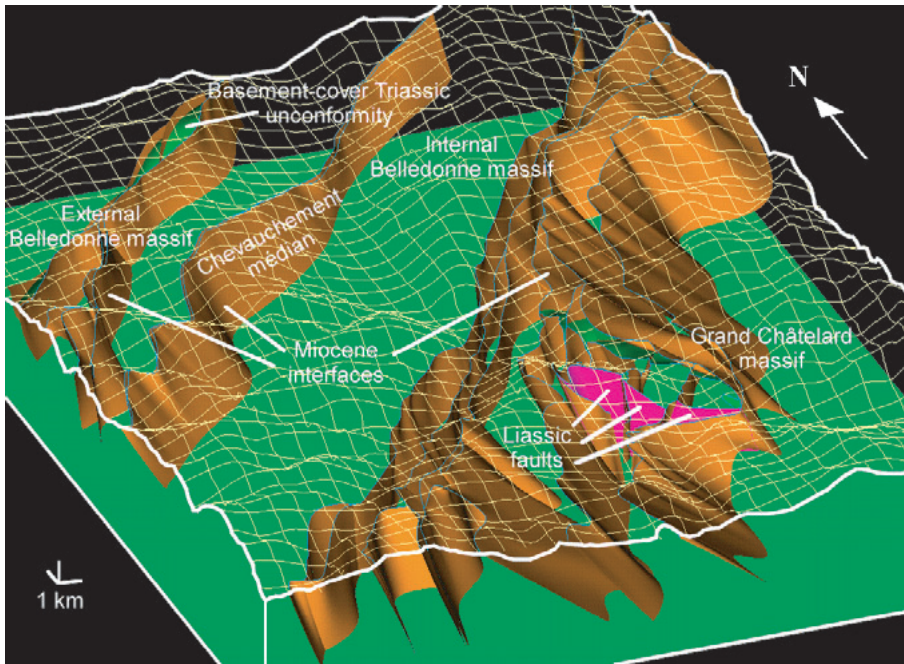 Basement-cover Triassic
unconformity
N
Internal
Belledonne massif
External
Belledonne massif
Chevauchement
médian
Miocene
interfaces
Grand Châtelard
massif
Liassic
faults
1 km